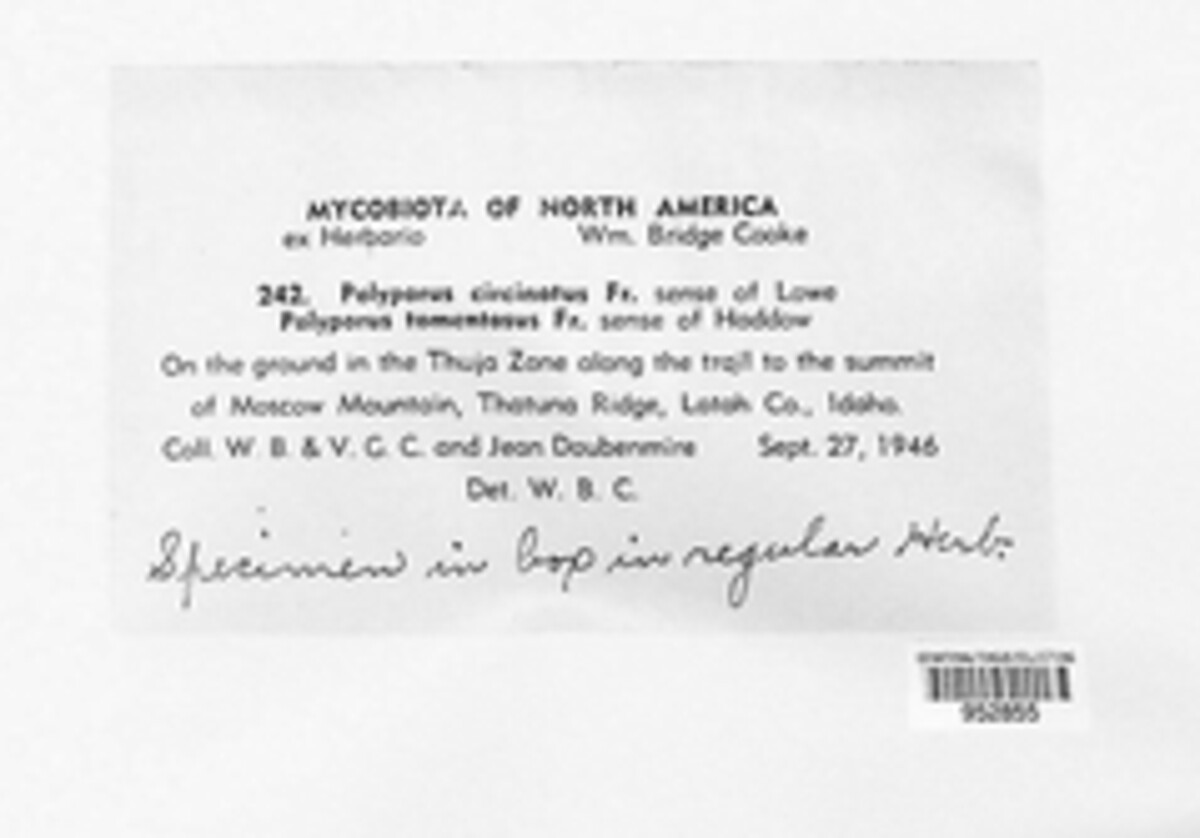 MYCOBIOTA OF NORTH AMERICA
ex Herbario Wm. Bridge Cooke
242. Polyporus circinatus Fr. sense of Lowe
Polyporus tomentosus Fr. sense of Haddow
On the ground in the Thuja Zone along the trail to the summit
of Moscow Mountain, Thatuna Ridge, Latah Co., Idaho.
Coll. W. B. & V. G. C. and Jean Daubenmire Sept. 27, 1946
Det. W. B. C.
Specimen in box in regular Herb.
952855